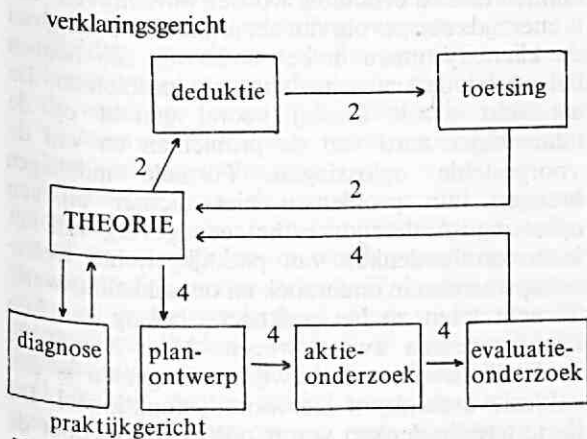 verklaringsgericht
deduktie
2
toetsing
2
2
THEORIE
4
4
diagnose
plan-
ontwerp
4
aktie-
onderzoek
4
evaluatie-
onderzoek
praktijkgericht